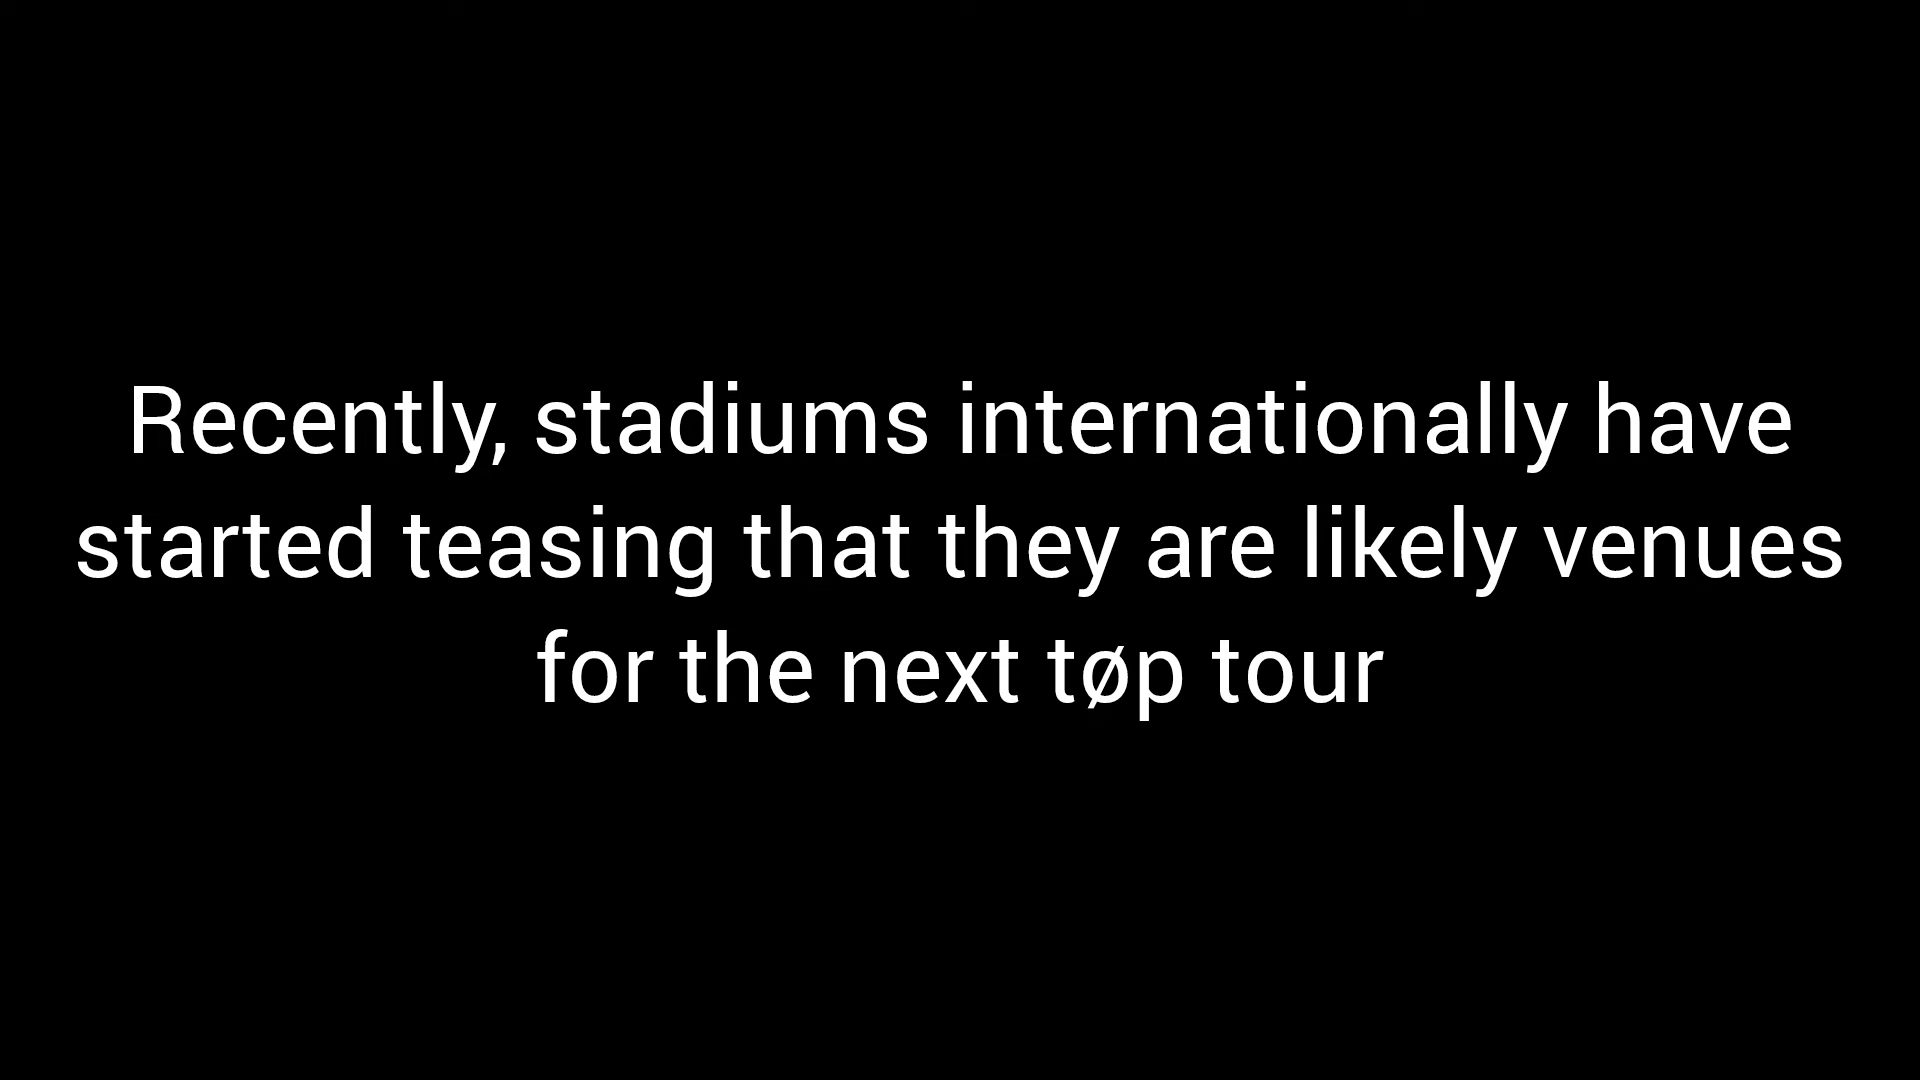 Recently, stadiums internationally have
started teasing that they are likely venues
for the next tøp tour